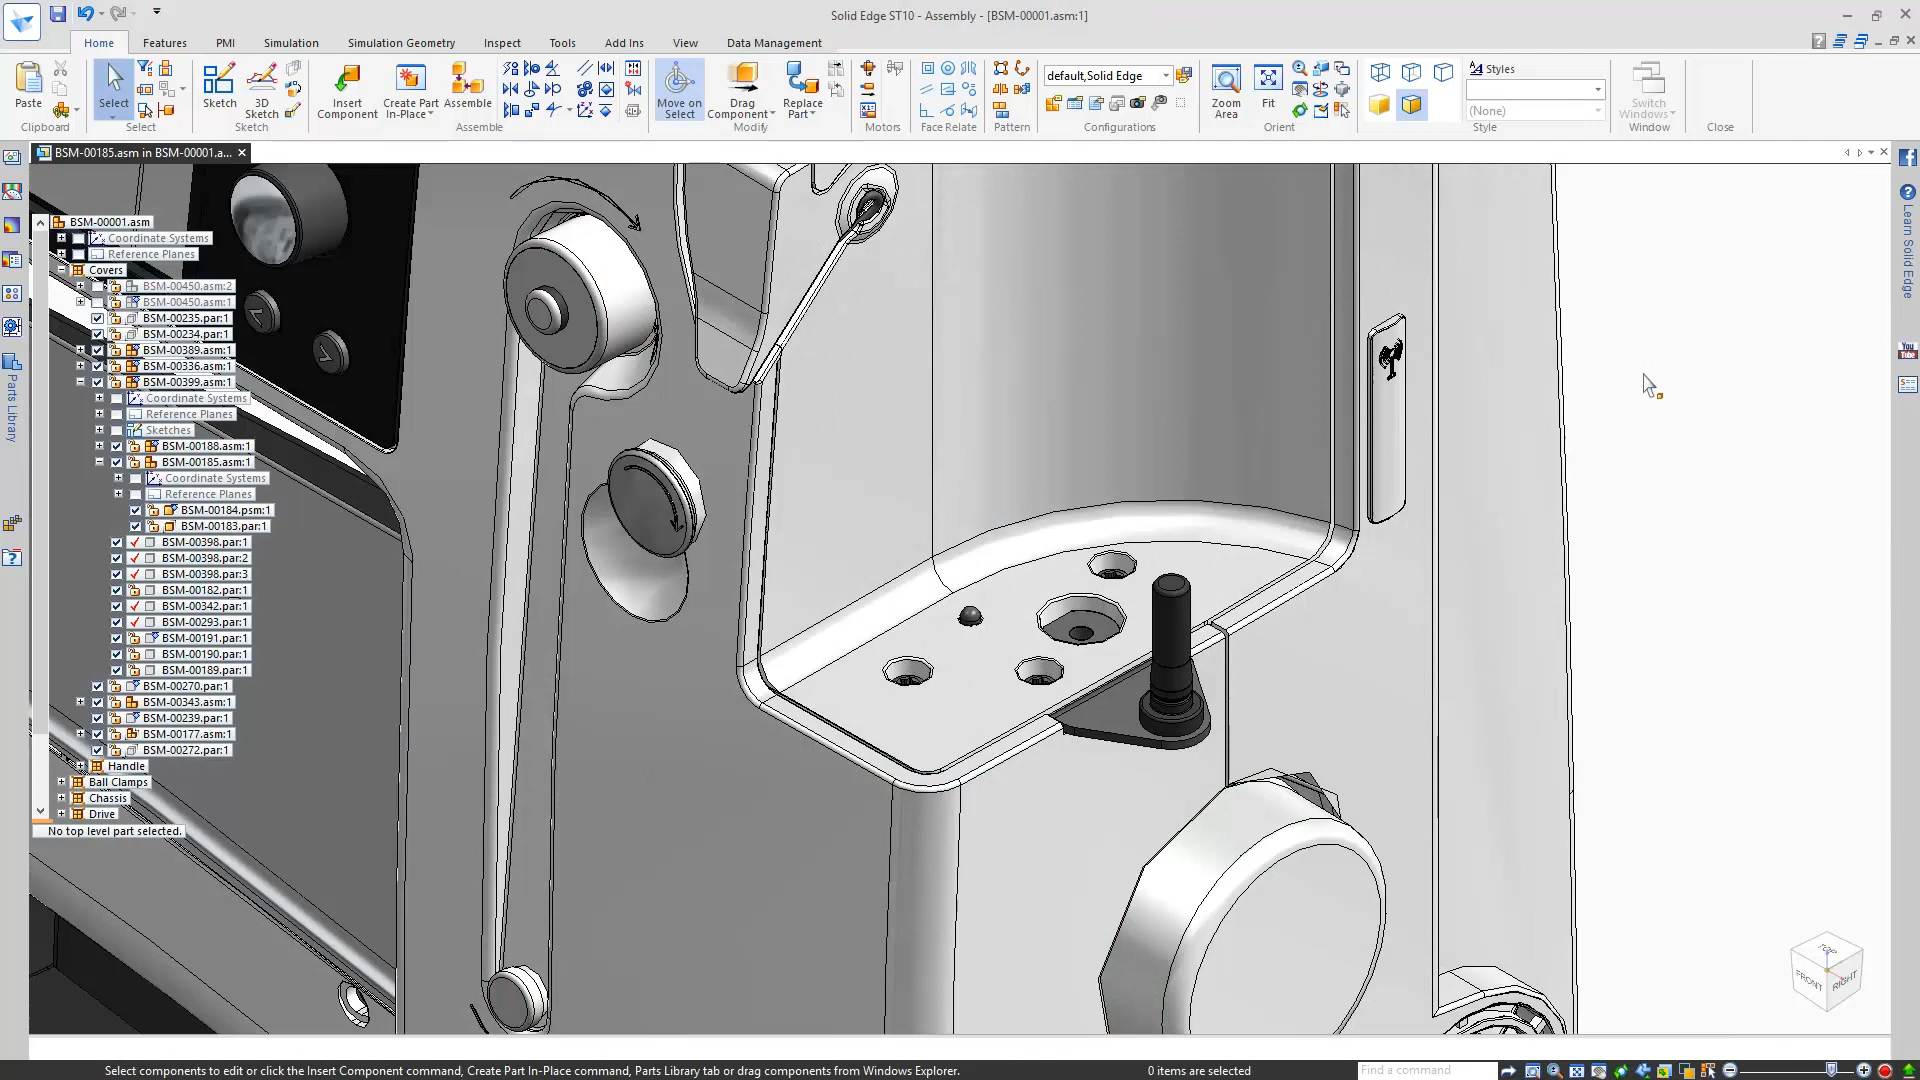 Solid Edge ST10 - Assembly - [BSM-00001.asm:1]
Home
Features
PMI
Simulation
Simulation Geometry
Inspect
Tools
Add Ins
View
Data Management
Paste
Clipboard
Select
Select
Sketch
3D Sketch
Sketch
Insert Component
Create Part In-Place
Assemble
Assemble
Move on Select
Drag Component
Replace Part
Modify
Motors
Face Relate
Pattern
default,Solid Edge
Configurations
Zoom Area
Fit
Orient
Styles
(None)
Style
Switch Windows
Window
Close
BSM-00185.asm in BSM-00001.a...
BSM-00001.asm
Coordinate Systems
Reference Planes
Covers
BSM-00450.asm:2
BSM-00450.asm:1
BSM-00235.par:1
BSM-00234.par:1
BSM-00389.asm:1
BSM-00336.asm:1
BSM-00399.asm:1
Coordinate Systems
Reference Planes
Sketches
BSM-00188.asm:1
BSM-00185.asm:1
Coordinate Systems
Reference Planes
BSM-00184.psm:1
BSM-00183.par:1
BSM-00398.par:1
BSM-00398.par:2
BSM-00398.par:3
BSM-00182.par:1
BSM-00342.par:1
BSM-00293.par:1
BSM-00191.par:1
BSM-00190.par:1
BSM-00189.par:1
BSM-00270.par:1
BSM-00343.asm:1
BSM-00239.par:1
BSM-00177.asm:1
BSM-00272.par:1
Handle
Ball Clamps
Chassis
Drive
No top level part selected.
Parts Library
Learn Solid Edge
You Tube
TOP
FRONT
RIGHT
Select components to edit or click the Insert Component command, Create Part In-Place command, Parts Library tab or drag components from Windows Explorer.
0 items are selected
Find a command